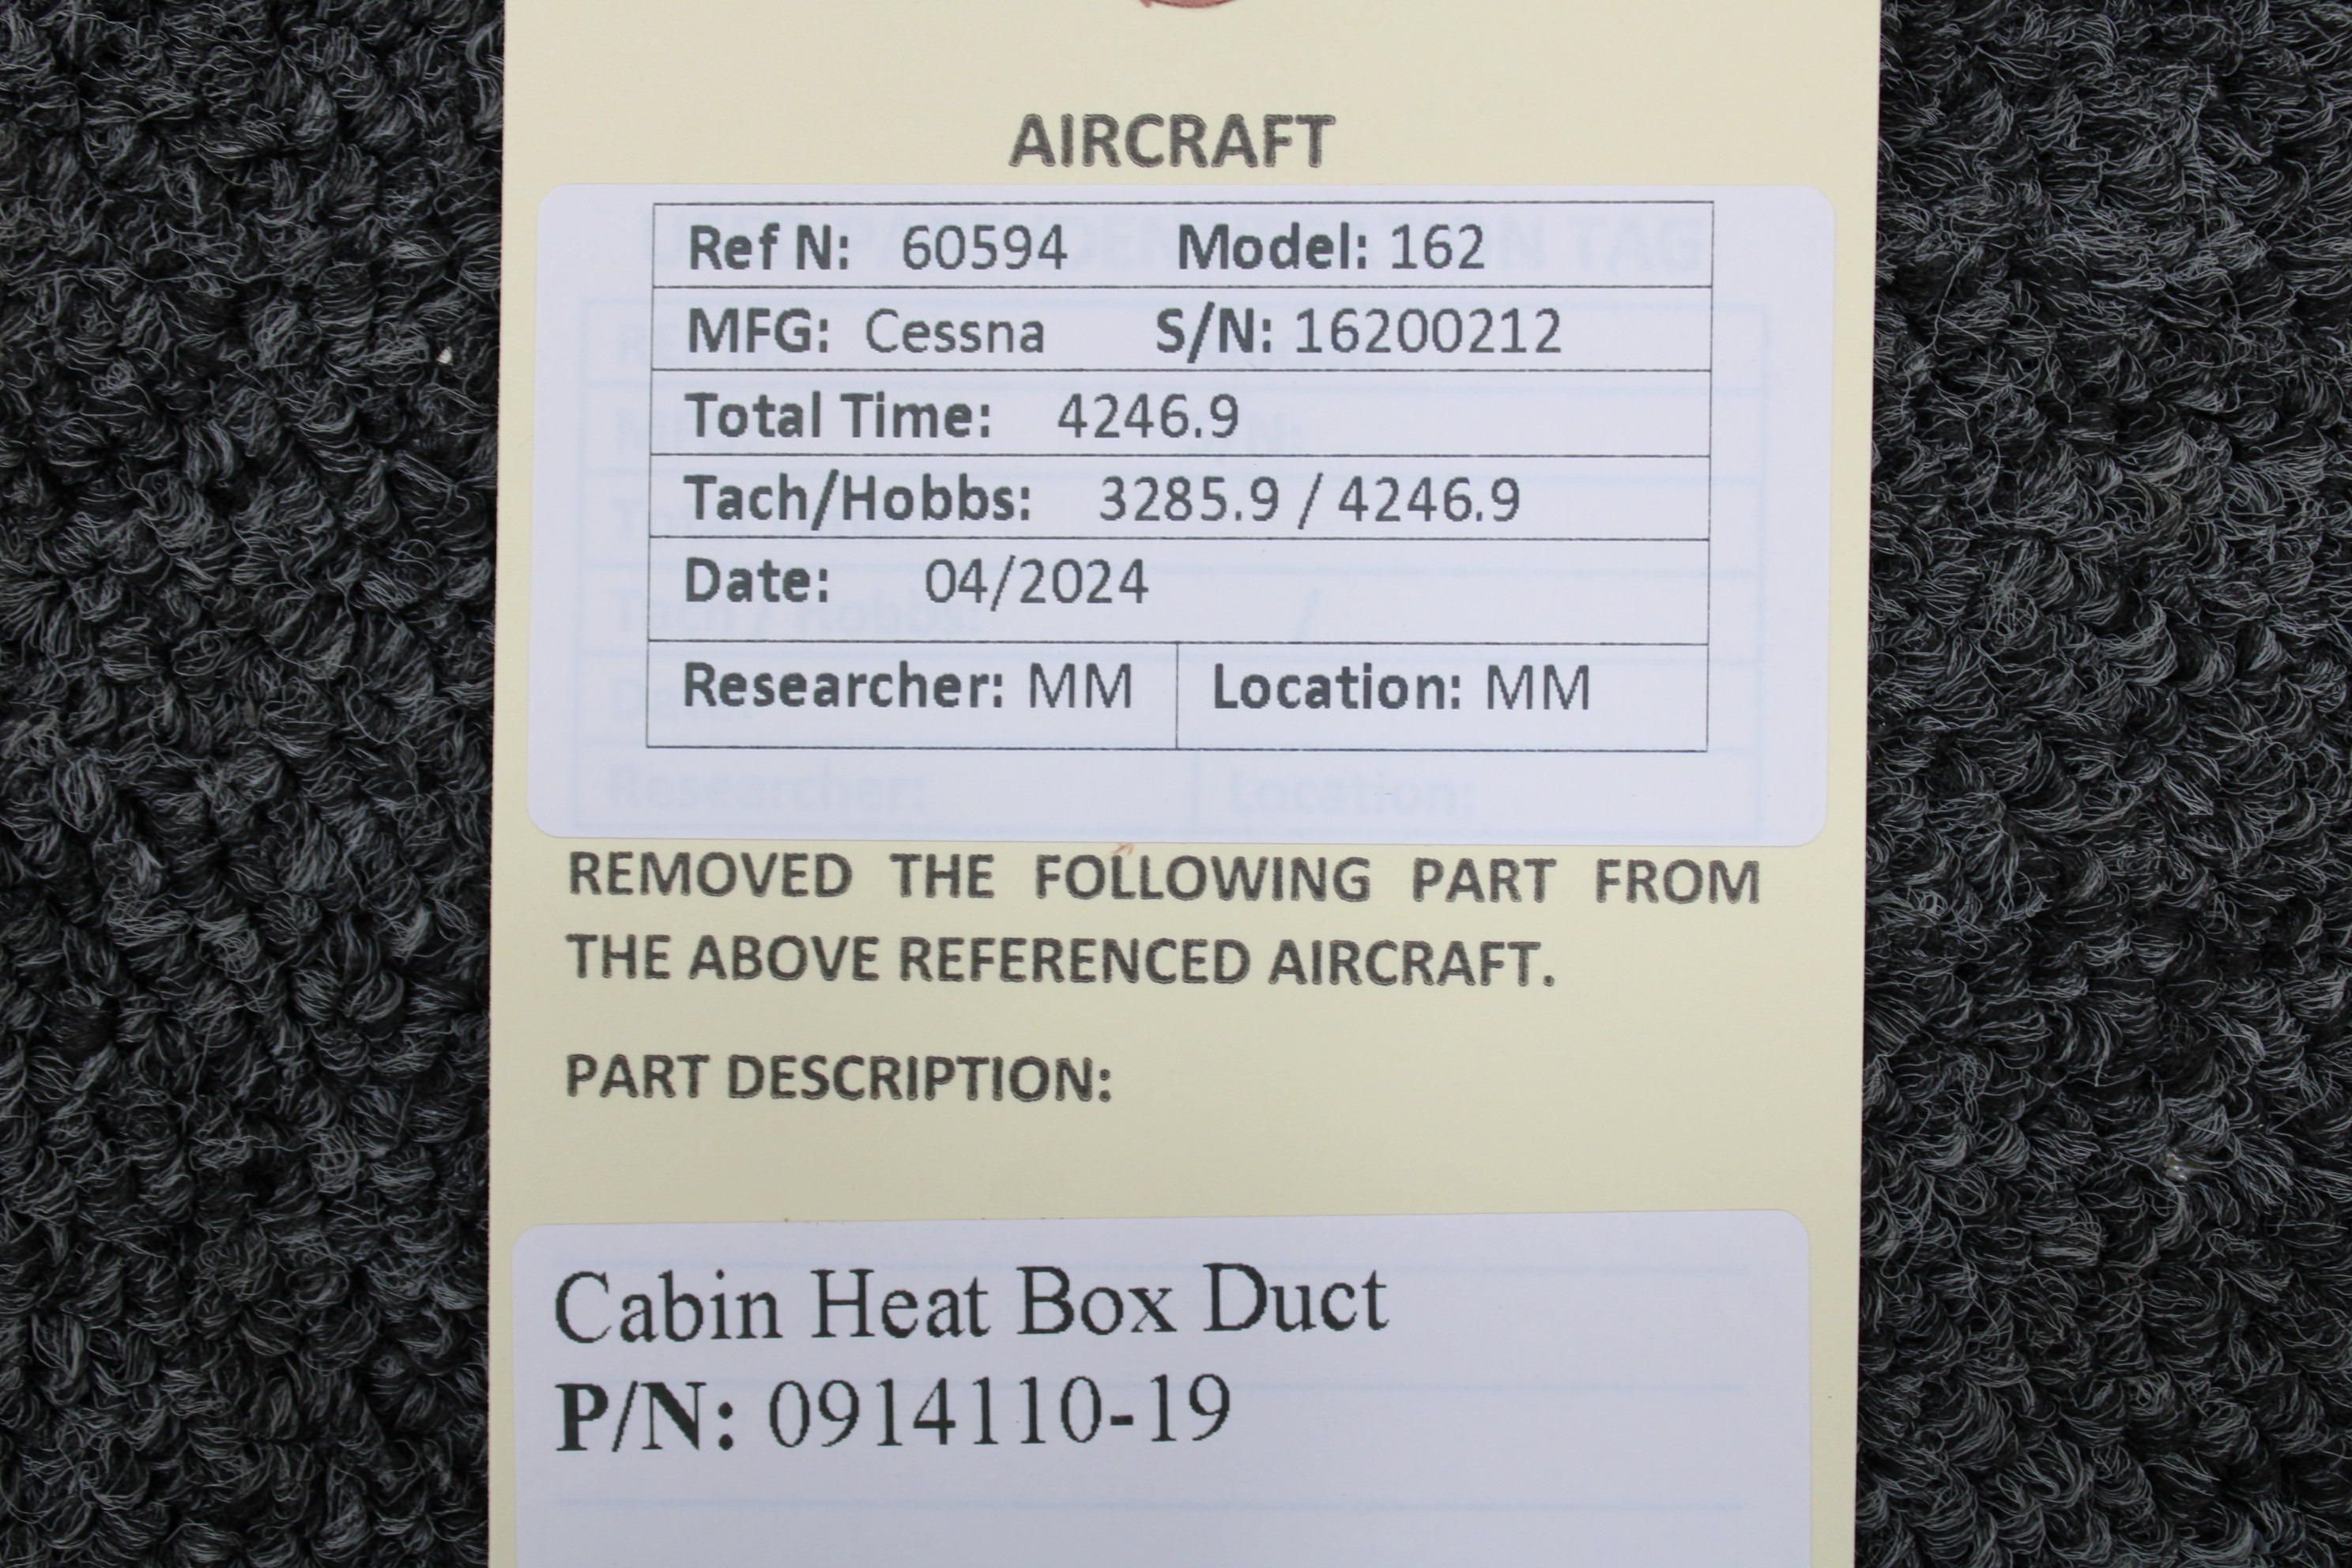 AIRCRAFT
Ref N: 60594 Model: 162
MFG: Cessna S/N: 16200212
Total Time: 4246.9
Tach/Hobbs: 3285.9 / 4246.9
Date: 04/2024
Researcher: MM Location: MM
REMOVED THE FOLLOWING PART FROM
THE ABOVE REFERENCED AIRCRAFT.
PART DESCRIPTION:
Cabin Heat Box Duct
P/N: 0914110-19